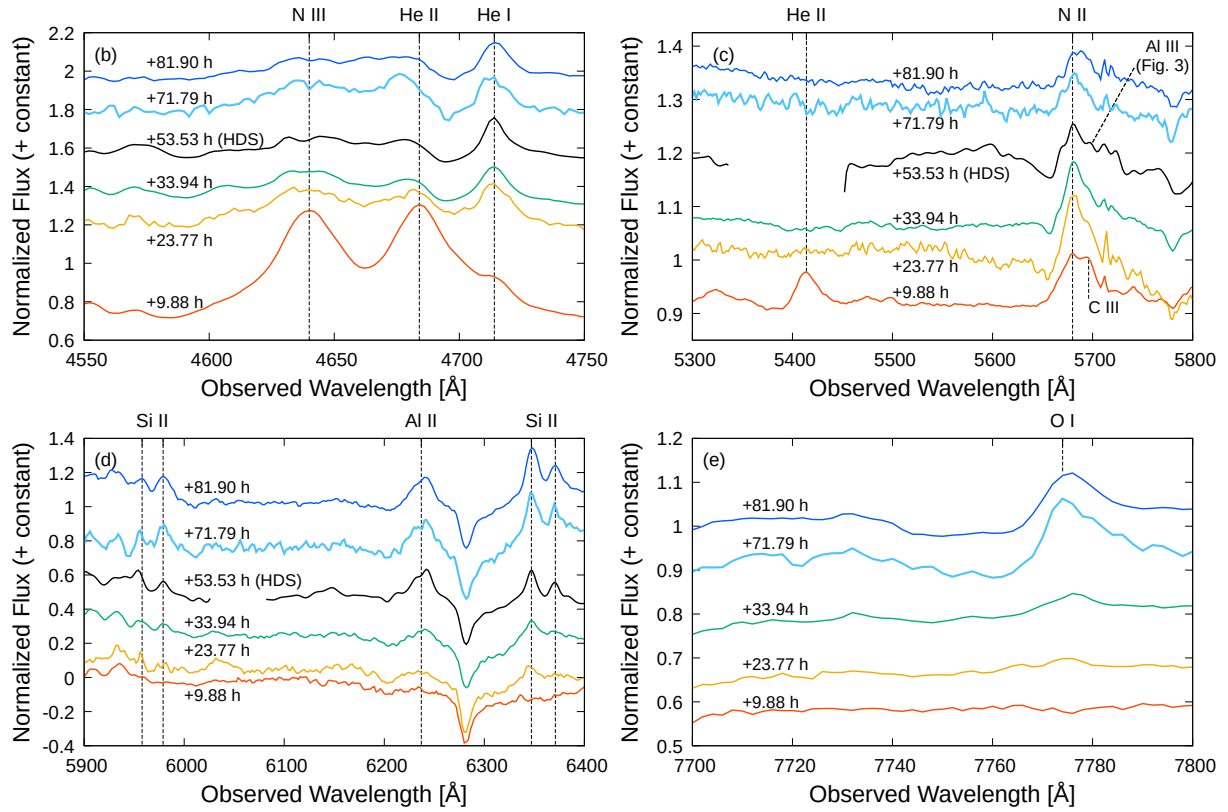 N III He II He I
(b)
Normalized Flux (+ constant)
2.2
2
1.8
1.6
1.4
1.2
1
0.8
0.6
+81.90 h
+71.79 h
+53.53 h (HDS)
+33.94 h
+23.77 h
+9.88 h
4550 4600 4650 4700 4750
Observed Wavelength [Å]
He II N II
(c)
Al III
(Fig. 3)
Normalized Flux (+ constant)
1.4
1.3
1.2
1.1
1.0
0.9
+81.90 h
+71.79 h
+53.53 h (HDS)
+33.94 h
+23.77 h
+9.88 h
C III
5300 5400 5500 5600 5700 5800
Observed Wavelength [Å]
Si II Al II Si II
(d)
Normalized Flux (+ constant)
1.4
1.2
1
0.8
0.6
0.4
0.2
0
-0.2
-0.4
+81.90 h
+71.79 h
+53.53 h (HDS)
+33.94 h
+23.77 h
+9.88 h
5900 6000 6100 6200 6300 6400
Observed Wavelength [Å]
O I
(e)
Normalized Flux (+ constant)
1.2
1.1
1.0
0.9
0.8
0.7
0.6
0.5
+81.90 h
+71.79 h
+33.94 h
+23.77 h
+9.88 h
7700 7720 7740 7760 7780 7800
Observed Wavelength [Å]